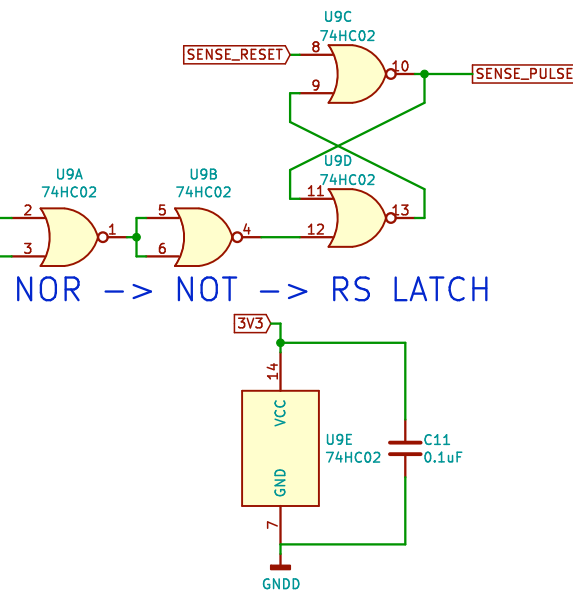 U9C
74HC02
SENSE_RESET
8
10
SENSE_PULSE
9
U9D
74HC02
11
13
12
U9A
74HC02
2
1
3
U9B
74HC02
5
4
6
NOR -> NOT -> RS LATCH
3V3
14
VCC
U9E
74HC02
C11
0.1uF
GND
7
GNDD